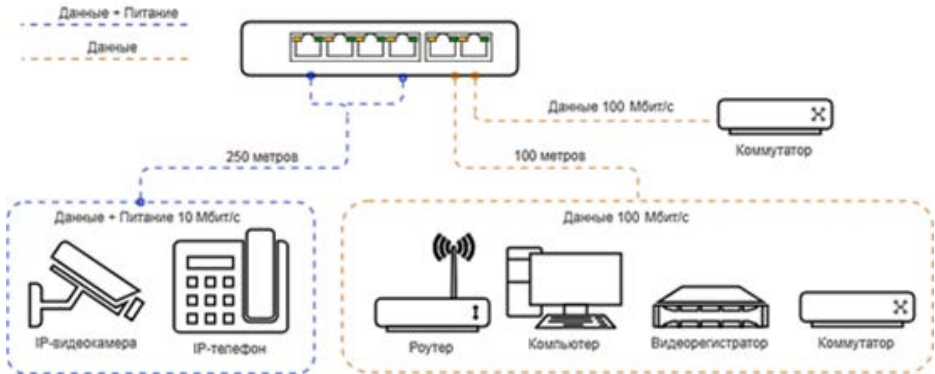 Данные + Питание
Данные
Данные 100 Мбит/с
Коммутатор
250 метров
100 метров
Данные + Питание 10 Мбит/с
IP-видеокамера
IP-телефон
Данные 100 Мбит/с
Роутер
Компьютер
Видеорегистратор
Коммутатор